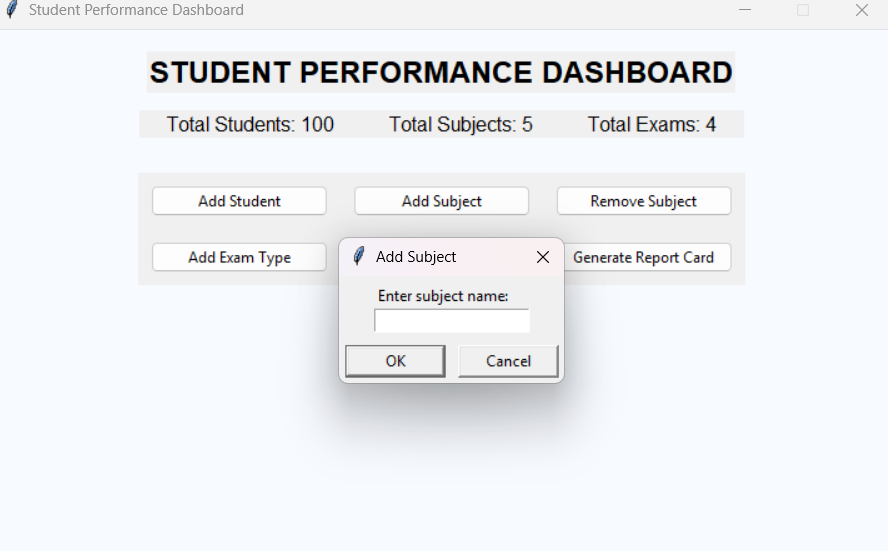 Student Performance Dashboard
STUDENT PERFORMANCE DASHBOARD
Total Students: 100 Total Subjects: 5 Total Exams: 4
Add Student Add Subject Remove Subject
Add Exam Type Generate Report Card
Add Subject
Enter subject name:
OK Cancel